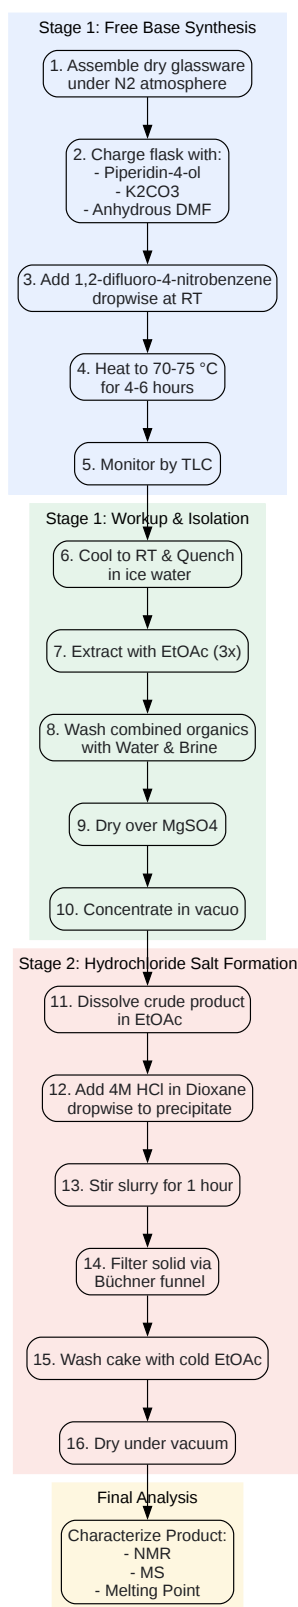 Stage 1: Free Base Synthesis
1. Assemble dry glassware
under N2 atmosphere
2. Charge flask with:
- Piperidin-4-ol
- K2CO3
- Anhydrous DMF
3. Add 1,2-difluoro-4-nitrobenzene
dropwise at RT
4. Heat to 70-75 °C
for 4-6 hours
5. Monitor by TLC
Stage 1: Workup & Isolation
6. Cool to RT & Quench
in ice water
7. Extract with EtOAc (3x)
8. Wash combined organics
with Water & Brine
9. Dry over MgSO4
10. Concentrate in vacuo
Stage 2: Hydrochloride Salt Formation
11. Dissolve crude product
in EtOAc
12. Add 4M HCl in Dioxane
dropwise to precipitate
13. Stir slurry for 1 hour
14. Filter solid via
Büchner funnel
15. Wash cake with cold EtOAc
16. Dry under vacuum
Final Analysis
Characterize Product:
- NMR
- MS
- Melting Point